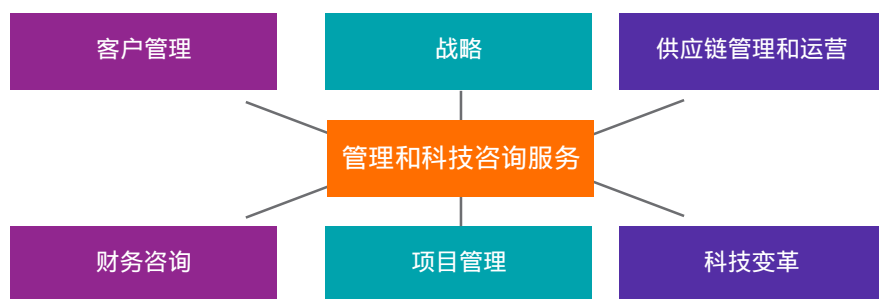 客户管理
战略
供应链管理和运营
管理和科技咨询服务
财务咨询
项目管理
科技变革